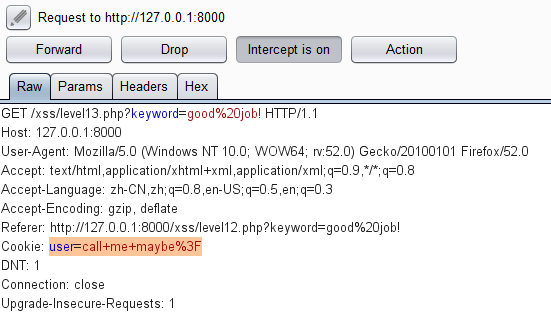 Request to http://127.0.0.1:8000
Forward Drop Intercept is on Action
Raw Params Headers Hex
GET /xss/level13.php?keyword=good%20job! HTTP/1.1
Host: 127.0.0.1:8000
User-Agent: Mozilla/5.0 (Windows NT 10.0; WOW64; rv:52.0) Gecko/20100101 Firefox/52.0
Accept: text/html,application/xhtml+xml,application/xml;q=0.9,*/*;q=0.8
Accept-Language: zh-CN,zh;q=0.8,en-US;q=0.5,en;q=0.3
Accept-Encoding: gzip, deflate
Referer: http://127.0.0.1:8000/xss/level12.php?keyword=good%20job!
Cookie: user=call+me+maybe%3F
DNT: 1
Connection: close
Upgrade-Insecure-Requests: 1